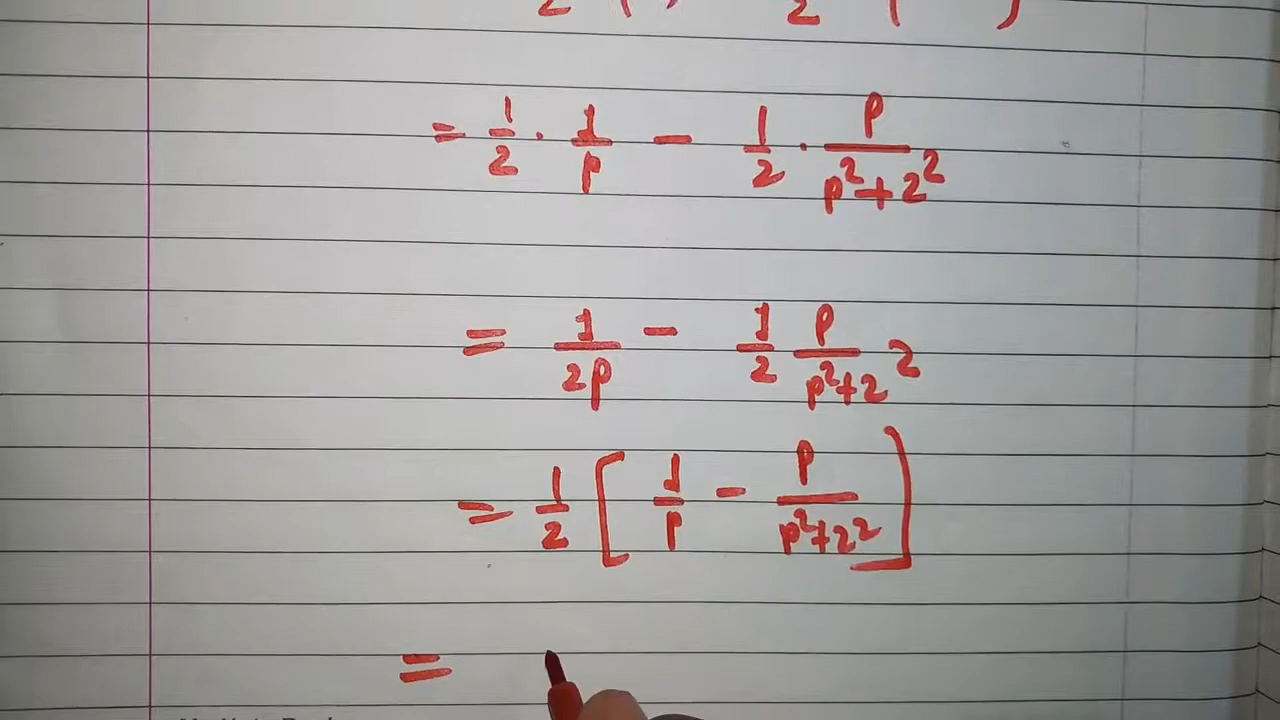 = 1/2 · 1/p − 1/2 · p/p²+2²
= 1/2p − 1/2 p/p²+2²
= 1/2 [ 1/p − p/p²+2² ]
=